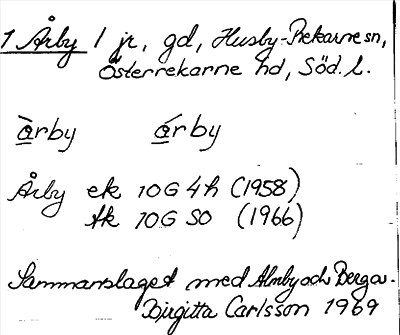 1 Årby 1 jr, gd, Husby-Rekarne sn,
Österrekarne hd, Söd. l.
àrby árby
Årby ek 10G 4h (1958)
tk 10G SO (1966)
Sammanslaget med Almby och Berga.
Birgitta Carlsson 1969